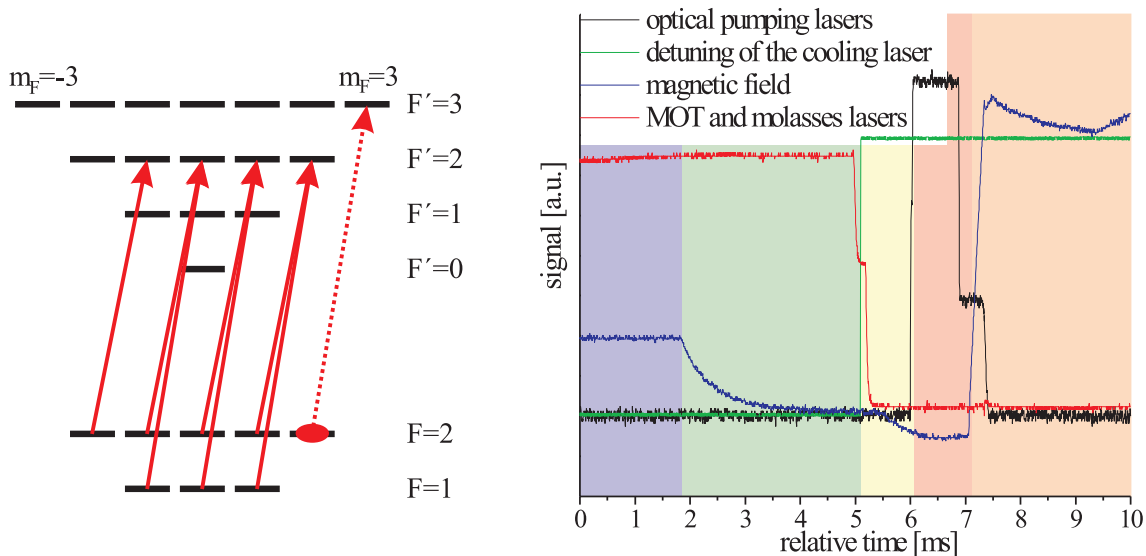 m_F=-3
m_F=3
F´=3
F´=2
F´=1
F´=0
F=2
F=1
optical pumping lasers
detuning of the cooling laser
magnetic field
MOT and molasses lasers
signal [a.u.]
0 1 2 3 4 5 6 7 8 9 10
relative time [ms]